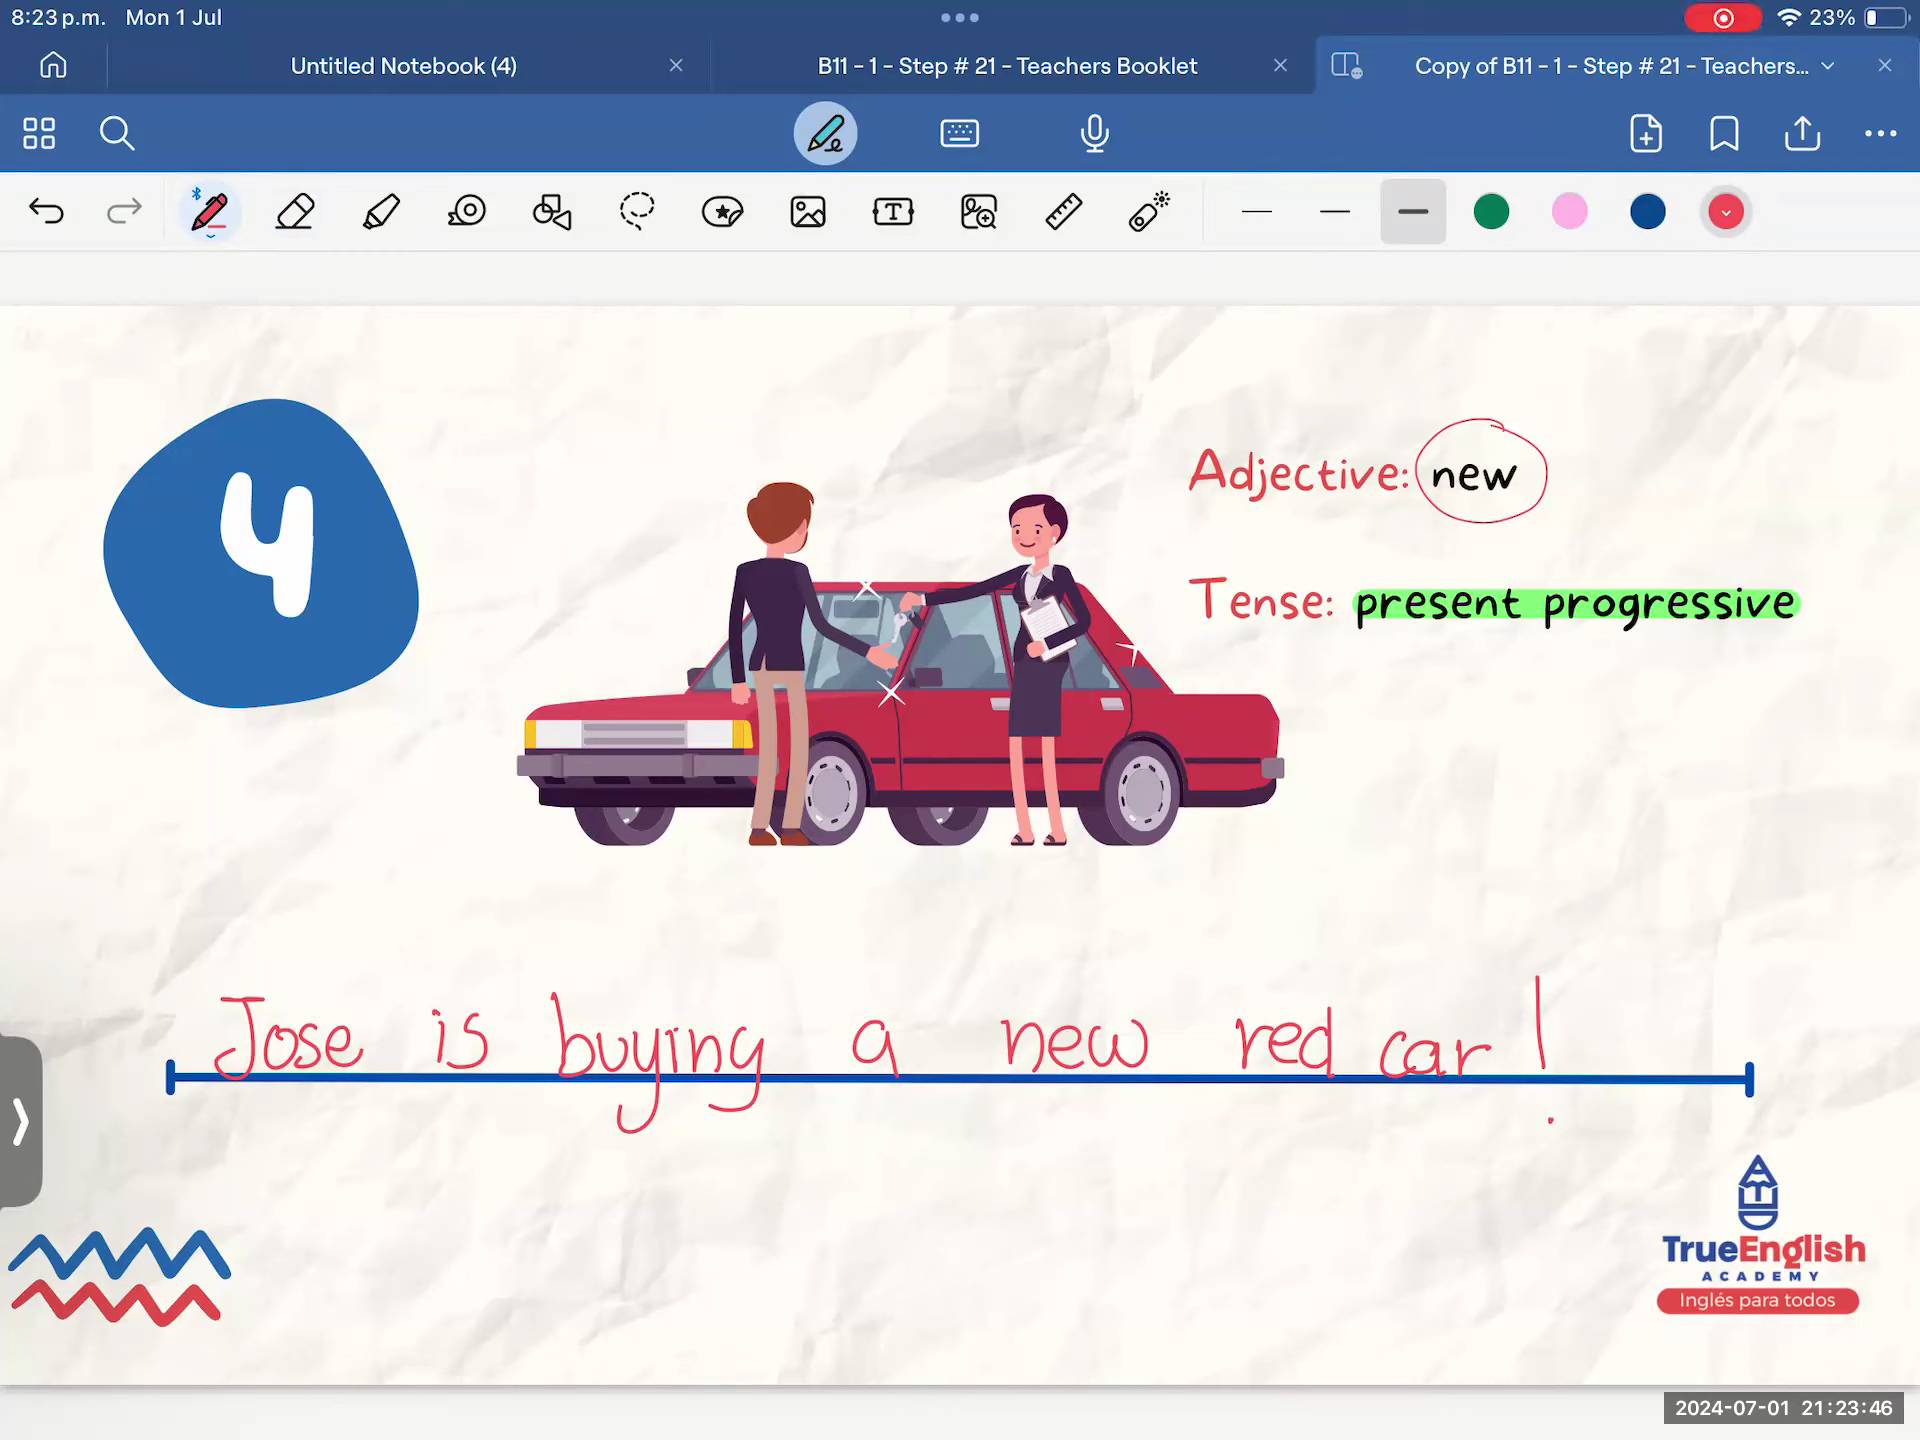 8:23 p.m. Mon 1 Jul
23%
Untitled Notebook (4)
B11 - 1 - Step # 21 - Teachers Booklet
Copy of B11 - 1 - Step # 21 - Teachers...
4
Adjective: new
Tense: present progressive
Jose is buying a new red car!
TrueEnglish
ACADEMY
Inglés para todos
2024-07-01 21:23:46